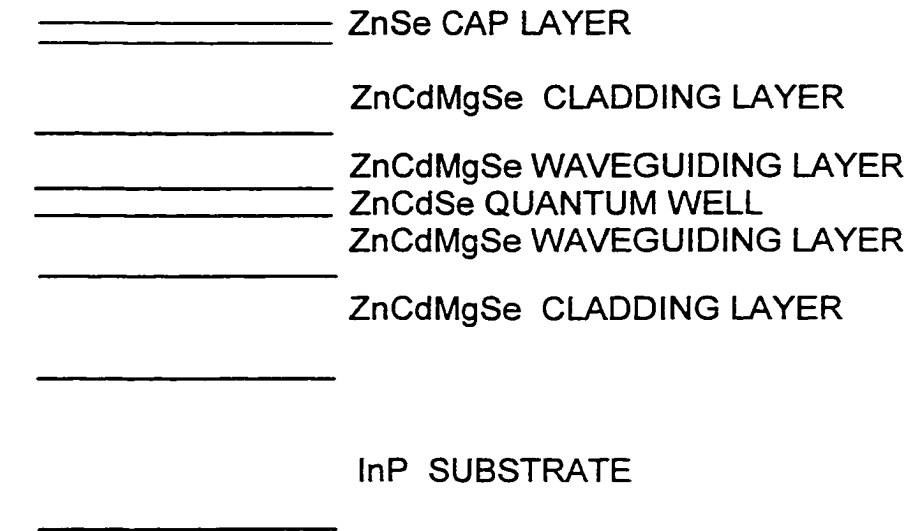 ZnSe CAP LAYER
ZnCdMgSe CLADDING LAYER
ZnCdMgSe WAVEGUIDING LAYER
ZnCdSe QUANTUM WELL
ZnCdMgSe WAVEGUIDING LAYER
ZnCdMgSe CLADDING LAYER
InP SUBSTRATE